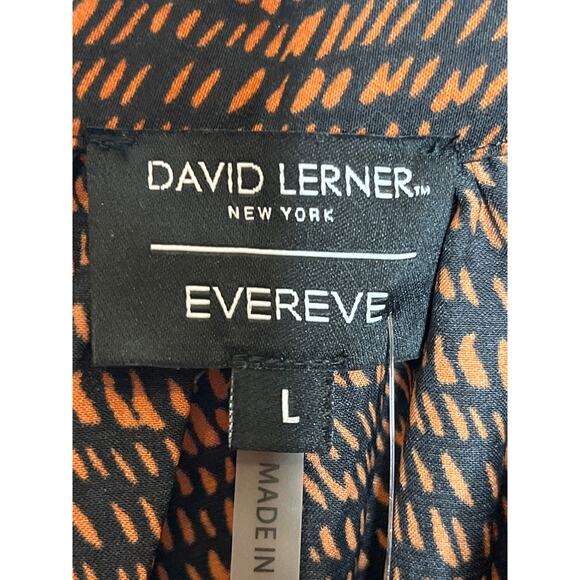 DAVID LERNER™
NEW YORK
EVEREVE
L
MADE IN